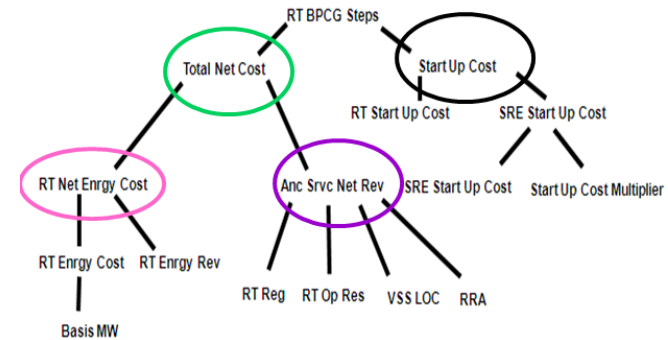 RT BPCG Steps
Total Net Cost
Start Up Cost
RT Start Up Cost
SRE Start Up Cost
RT Net Enrgy Cost
Anc Srvc Net Rev
SRE Start Up Cost
Start Up Cost Multiplier
RT Enrgy Cost
RT Enrgy Rev
RT Reg
RT Op Res
VSS LOC
RRA
Basis MW